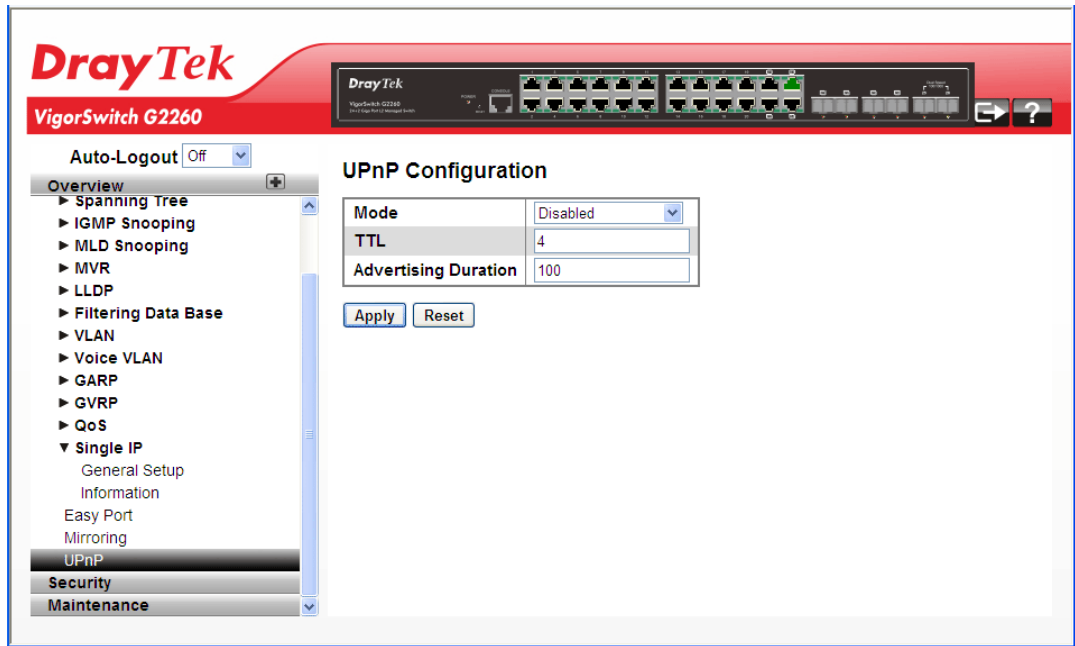 DrayTek
VigorSwitch G2260
DrayTek
VigorSwitch G2260
Auto-Logout Off
Overview
Spanning Tree
IGMP Snooping
MLD Snooping
MVR
LLDP
Filtering Data Base
VLAN
Voice VLAN
GARP
GVRP
QoS
Single IP
General Setup
Information
Easy Port
Mirroring
UPnP
Security
Maintenance
UPnP Configuration
Mode Disabled
TTL 4
Advertising Duration 100
Apply Reset